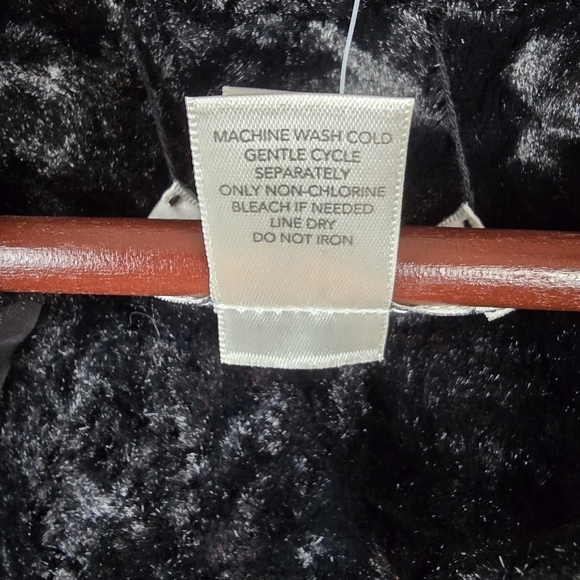 MACHINE WASH COLD
GENTLE CYCLE
SEPARATELY
ONLY NON-CHLORINE
BLEACH IF NEEDED
LINE DRY
DO NOT IRON